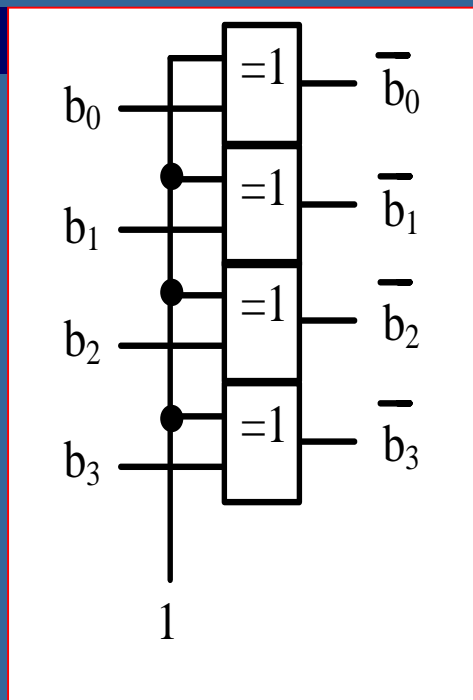 =1
b₀ b̅₀
=1
b₁ b̅₁
=1
b₂ b̅₂
=1
b₃ b̅₃
1